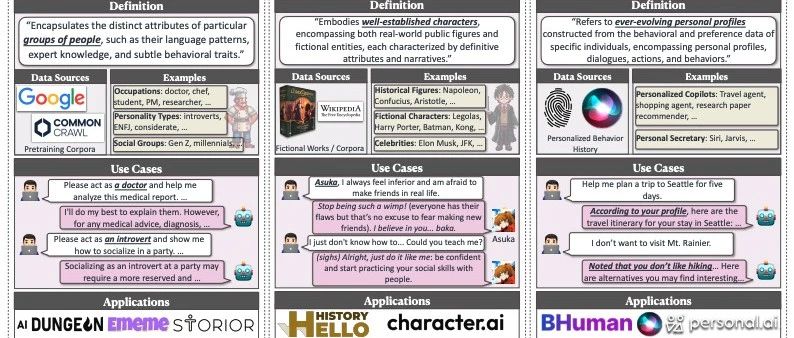 Definition
“Encapsulates the distinct attributes of particular
groups of people, such as their language patterns,
expert knowledge, and subtle behavioral traits.”
Data Sources
Examples
Google
COMMON
CRAWL
Pretraining Corpora
Occupations: doctor, chef,
student, PM, researcher, ...
Personality Types: introverts,
ENFJ, considerate, ...
Social Groups: Gen Z, millennials,
Use Cases
Please act as a doctor and help me
analyze this medical report. ...
I'll do my best to explain them. However,
for any medical advice, diagnosis, ...
Please act as an introvert and show me
how to socialize in a party. ...
Socializing as an introvert at a party may
require a more reserved and ...
Applications
AI DUNGEON Ememe STORIOR
Definition
“Embodies well-established characters,
encompassing both real-world public figures and
fictional entities, each characterized by definitive
attributes and narratives.”
Data Sources
Examples
WIKIPEDIA
The Free Encyclopedia
Fictional Works / Corpora
Historical Figures: Napoleon,
Confucius, Aristotle, ...
Fictional Characters: Legolas,
Harry Porter, Batman, Kong, ...
Celebrities: Elon Musk, JFK, ...
Use Cases
Asuka, I always feel inferior and am afraid to
make friends in real life.
Stop being such a wimp! (everyone has their
flaws but that's no excuse to fear making new
friends). I believe in you... baka.
I just don't know how to... Could you teach me?
Asuka
(sighs) Alright, just do it like me: be confident
and start practicing your social skills with
people.
Applications
HISTORY
HELLO
character.ai
Definition
“Refers to ever-evolving personal profiles
constructed from the behavioral and preference data of
specific individuals, encompassing personal profiles,
dialogues, actions, and behaviors.”
Data Sources
Examples
Personalized Behavior
History
Personalized Copilots: Travel agent,
shopping agent, research paper
recommender, ...
Personal Secretary: Siri, Jarvis, ...
Use Cases
Help me plan a trip to Seattle for five
days.
According to your profile, here are the
travel itinerary for your stay in Seattle: ...
I don't want to visit Mt. Rainier.
Noted that you don't like hiking... Here
are alternatives you may find interesting...
Applications
BHuman personal.ai